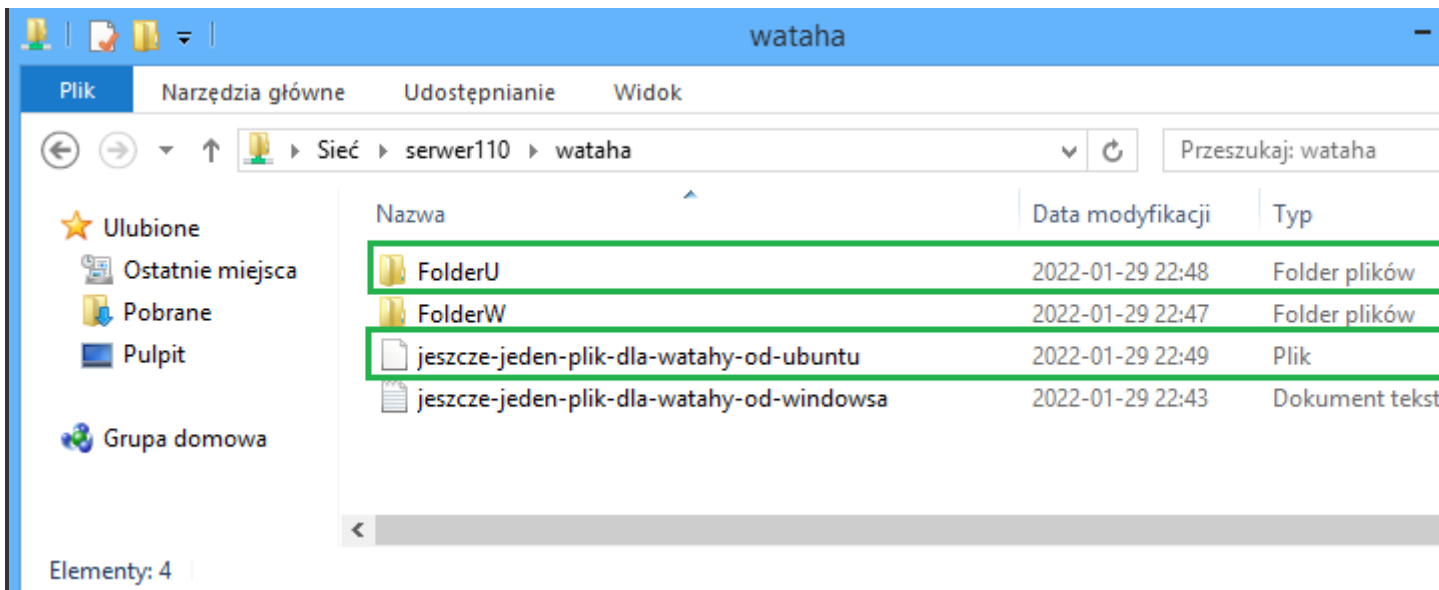 wataha
Plik Narzędzia główne Udostępnianie Widok
Sieć serwer110 wataha Przeszukaj: wataha
Nazwa Data modyfikacji Typ
Ulubione
Ostatnie miejsca
Pobrane
Pulpit
Grupa domowa
FolderU 2022-01-29 22:48 Folder plików
FolderW 2022-01-29 22:47 Folder plików
jeszcze-jeden-plik-dla-watahy-od-ubuntu 2022-01-29 22:49 Plik
jeszcze-jeden-plik-dla-watahy-od-windowsa 2022-01-29 22:43 Dokument tekst
Elementy: 4